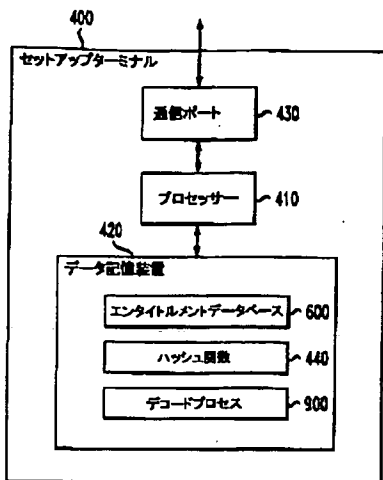 400
セットアップターミナル
通信ポート
430
プロセッサー
410
420
データ記憶装置
エンタイトルメントデータベース
600
ハッシュ関数
440
デコードプロセス
900